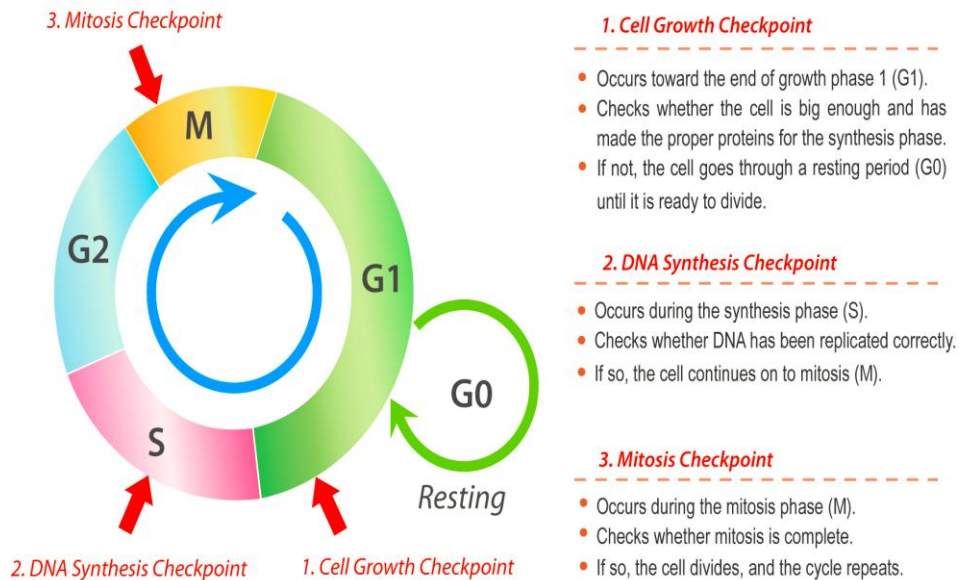 3. Mitosis Checkpoint
M
G2
G1
S
G0
Resting
2. DNA Synthesis Checkpoint
1. Cell Growth Checkpoint
1. Cell Growth Checkpoint
• Occurs toward the end of growth phase 1 (G1).
• Checks whether the cell is big enough and has
made the proper proteins for the synthesis phase.
• If not, the cell goes through a resting period (G0)
until it is ready to divide.
2. DNA Synthesis Checkpoint
• Occurs during the synthesis phase (S).
• Checks whether DNA has been replicated correctly.
• If so, the cell continues on to mitosis (M).
3. Mitosis Checkpoint
• Occurs during the mitosis phase (M).
• Checks whether mitosis is complete.
• If so, the cell divides, and the cycle repeats.